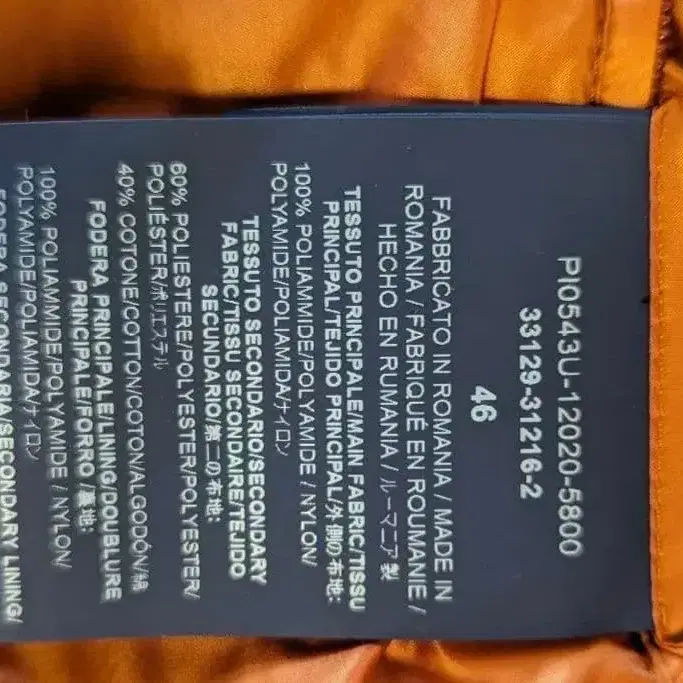 PI0543U-12020-5800
33129-31216-2
46
FABBRICATO IN ROMANIA / MADE IN
ROMANIA / FABRIQUÉ EN ROUMANIE /
HECHO EN RUMANIA / ルーマニア製
TESSUTO PRINCIPALE/MAIN FABRIC/TISSU
PRINCIPAL/TEJIDO PRINCIPAL/外側の布地:
100% POLIAMMIDE/POLYAMIDE / NYLON/
POLYAMIDE/POLIAMIDA/ナイロン
TESSUTO SECONDARIO/SECONDARY
FABRIC/TISSU SECONDAIRE/TEJIDO
SECUNDARIO/第二の布地:
60% POLIESTERE/POLYESTER/POLYESTER/
POLIÉSTER/ポリエステル
40% COTONE/COTTON/COTON/ALGODÓN/綿
FODERA PRINCIPALE/LINING/DOUBLURE
PRINCIPALE/FORRO /裏地:
100% POLIAMMIDE/POLYAMIDE / NYLON/
POLYAMIDE/POLIAMIDA/ナイロン
FODERA SECONDARIA/SECONDARY LINING/